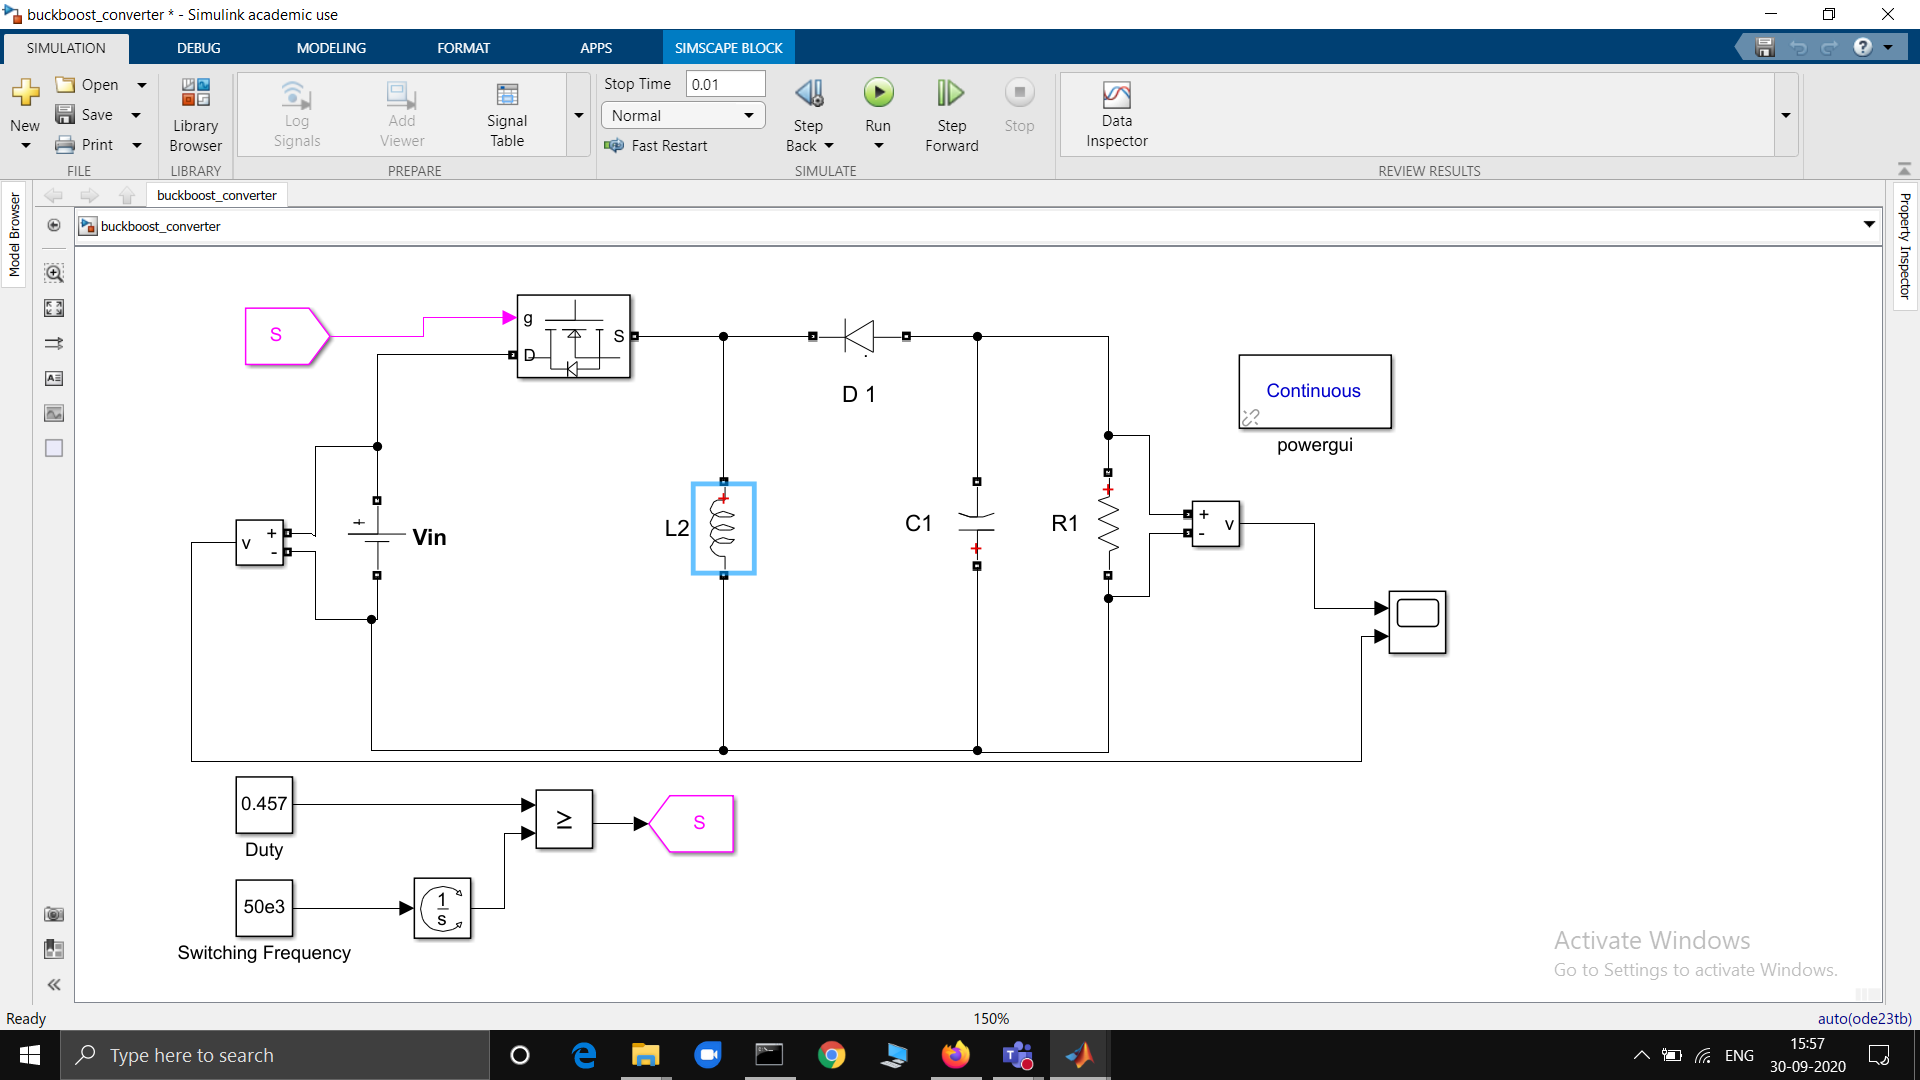 buckboost_converter * - Simulink academic use
SIMULATION DEBUG MODELING FORMAT APPS SIMSCAPE BLOCK
New
Open
Save
Print
FILE
Library
Browser
LIBRARY
Log
Signals
Add
Viewer
Signal
Table
PREPARE
Stop Time 0.01
Normal
Fast Restart
Step
Back
Run
Step
Forward
Stop
SIMULATE
Data
Inspector
REVIEW RESULTS
buckboost_converter
buckboost_converter
Model Browser
Property Inspector
S
g
D
S
D 1
Continuous
powergui
v
+
-
+
Vin
L2
+
C1
+
R1
+
+
-
v
0.457
Duty
≥
S
50e3
Switching Frequency
1
s
Activate Windows
Go to Settings to activate Windows.
Ready 150% auto(ode23tb)
Type here to search
ENG
15:57
30-09-2020